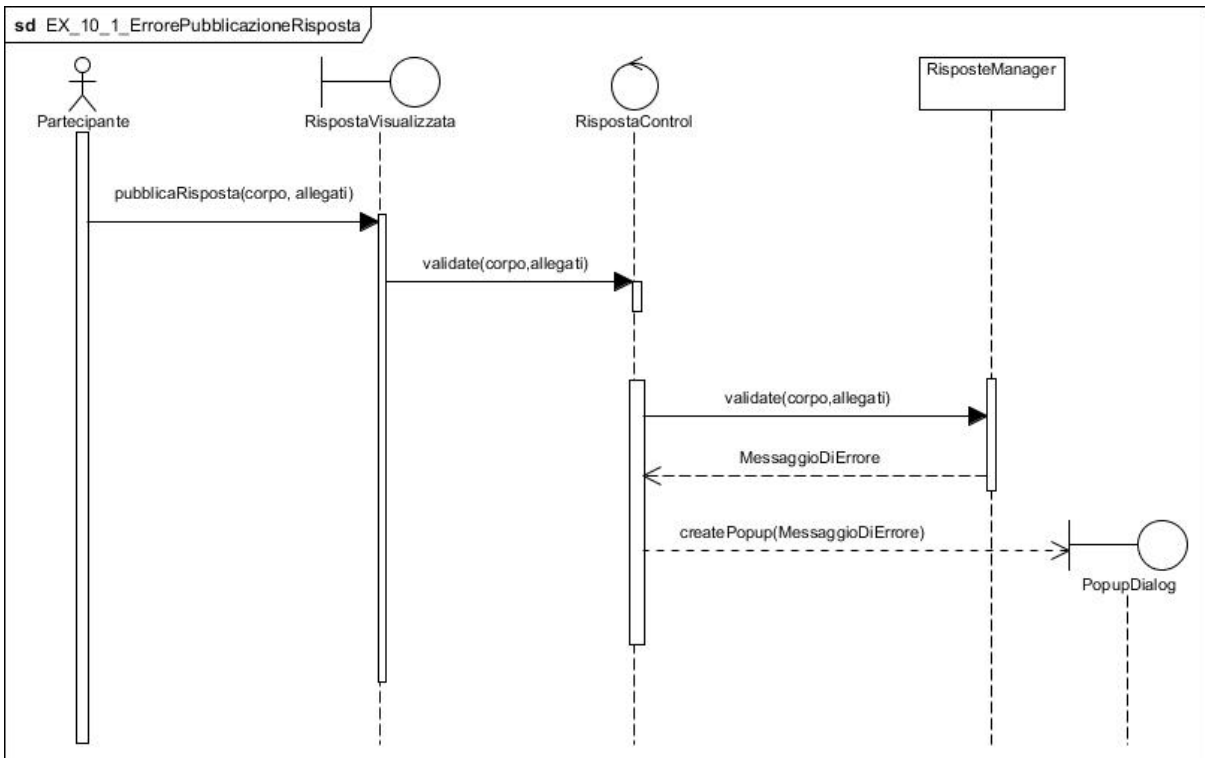 sd EX_10_1_ErrorePubblicazioneRisposta
RisposteManager
Partecipante
RispostaVisualizzata
RispostaControl
pubblicaRisposta(corpo, allegati)
validate(corpo,allegati)
validate(corpo,allegati)
MessaggioDiErrore
createPopup(MessaggioDiErrore)
PopupDialog